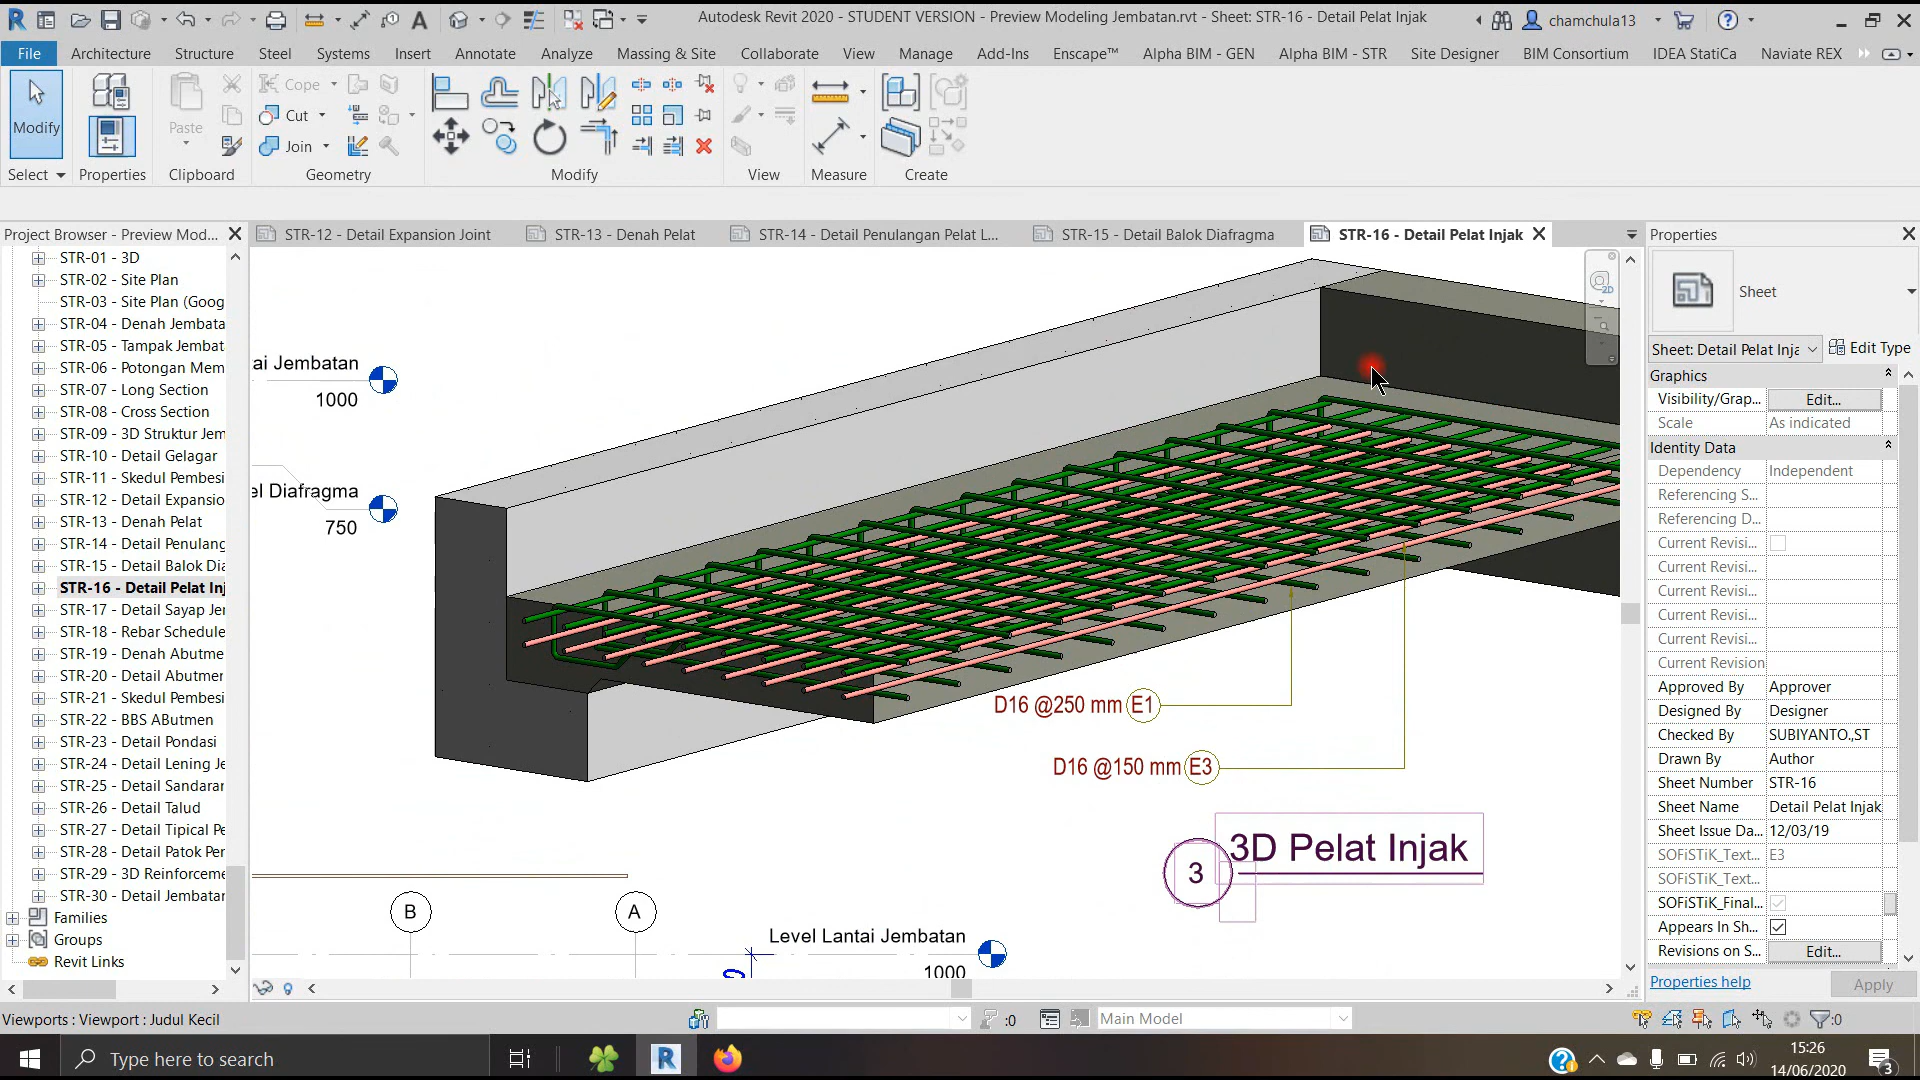 Autodesk Revit 2020 - STUDENT VERSION - Preview Modeling Jembatan.rvt - Sheet: STR-16 - Detail Pelat Injak
chamchula13
File Architecture Structure Steel Systems Insert Annotate Analyze Massing & Site Collaborate View Manage Add-Ins Enscape™ Alpha BIM - GEN Alpha BIM - STR Site Designer BIM Consortium IDEA StatiCa Naviate REX
Modify
Paste
Cope
Cut
Join
Select Properties Clipboard Geometry Modify View Measure Create
Project Browser - Preview Mod...
STR-12 - Detail Expansion Joint
STR-13 - Denah Pelat
STR-14 - Detail Penulangan Pelat L...
STR-15 - Detail Balok Diafragma
STR-16 - Detail Pelat Injak
STR-01 - 3D
STR-02 - Site Plan
STR-03 - Site Plan (Goog
STR-04 - Denah Jembata
STR-05 - Tampak Jembat
STR-06 - Potongan Mem
STR-07 - Long Section
STR-08 - Cross Section
STR-09 - 3D Struktur Jem
STR-10 - Detail Gelagar
STR-11 - Skedul Pembesi
STR-12 - Detail Expansio
STR-13 - Denah Pelat
STR-14 - Detail Penulang
STR-15 - Detail Balok Dia
STR-16 - Detail Pelat Inj
STR-17 - Detail Sayap Jer
STR-18 - Rebar Schedule
STR-19 - Denah Abutme
STR-20 - Detail Abutmer
STR-21 - Skedul Pembesi
STR-22 - BBS AButmen
STR-23 - Detail Pondasi
STR-24 - Detail Lening Je
STR-25 - Detail Sandarar
STR-26 - Detail Talud
STR-27 - Detail Tipical Pe
STR-28 - Detail Patok Per
STR-29 - 3D Reinforceme
STR-30 - Detail Jembatar
Families
Groups
Revit Links
ai Jembatan
1000
el Diafragma
750
D16 @250 mm E1
D16 @150 mm E3
3 3D Pelat Injak
B A
Level Lantai Jembatan
1000
2D
Properties
Sheet
Sheet: Detail Pelat Inja
Edit Type
Graphics
Visibility/Grap... Edit...
Scale As indicated
Identity Data
Dependency Independent
Referencing S...
Referencing D...
Current Revisi...
Current Revisi...
Current Revisi...
Current Revisi...
Current Revisi...
Current Revision
Approved By Approver
Designed By Designer
Checked By SUBIYANTO.,ST
Drawn By Author
Sheet Number STR-16
Sheet Name Detail Pelat Injak
Sheet Issue Da... 12/03/19
SOFiSTiK_Text... E3
SOFiSTiK_Text...
SOFiSTiK_Final...
Appears In Sh...
Revisions on S... Edit...
Properties help
Apply
Viewports : Viewport : Judul Kecil
:0
Main Model
:0
Type here to search
15:26
14/06/2020
3